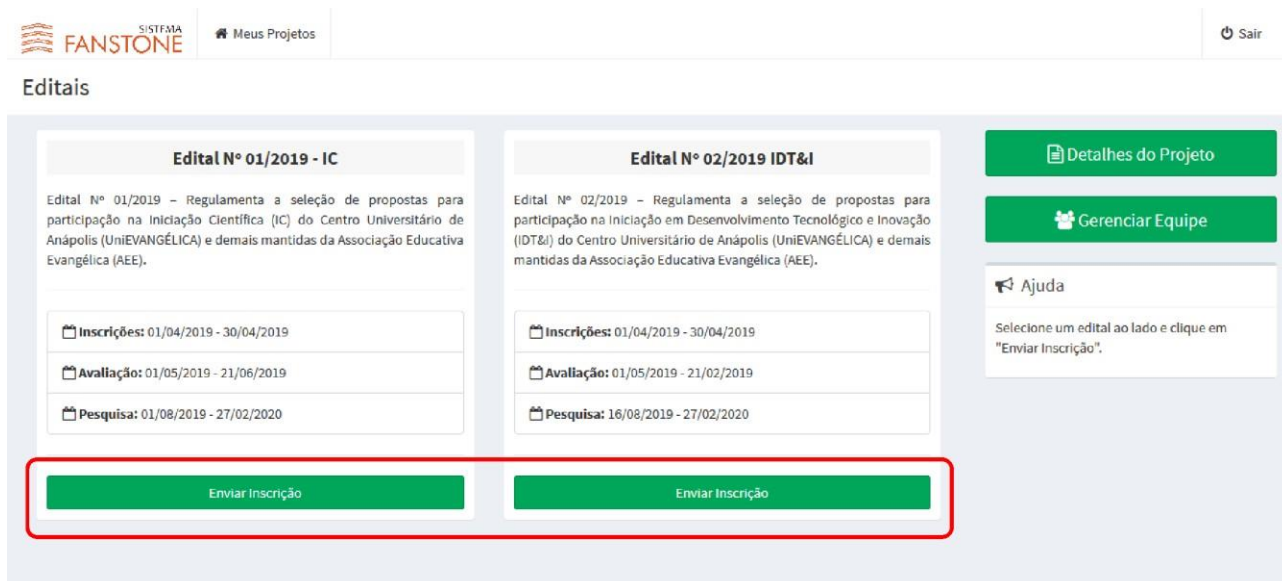 SISTEMA
FANSTONE
Meus Projetos
Sair
Editais
Edital Nº 01/2019 - IC
Edital Nº 01/2019 – Regulamenta a seleção de propostas para
participação na Iniciação Científica (IC) do Centro Universitário de
Anápolis (UniEVANGÉLICA) e demais mantidas da Associação Educativa
Evangélica (AEE).
Inscrições: 01/04/2019 - 30/04/2019
Avaliação: 01/05/2019 - 21/06/2019
Pesquisa: 01/08/2019 - 27/02/2020
Enviar Inscrição
Edital Nº 02/2019 IDT&I
Edital Nº 02/2019 – Regulamenta a seleção de propostas para
participação na Iniciação em Desenvolvimento Tecnológico e Inovação
(IDT&I) do Centro Universitário de Anápolis (UniEVANGÉLICA) e demais
mantidas da Associação Educativa Evangélica (AEE).
Inscrições: 01/04/2019 - 30/04/2019
Avaliação: 01/05/2019 - 21/02/2019
Pesquisa: 16/08/2019 - 27/02/2020
Enviar Inscrição
Detalhes do Projeto
Gerenciar Equipe
Ajuda
Selecione um edital ao lado e clique em
"Enviar Inscrição".